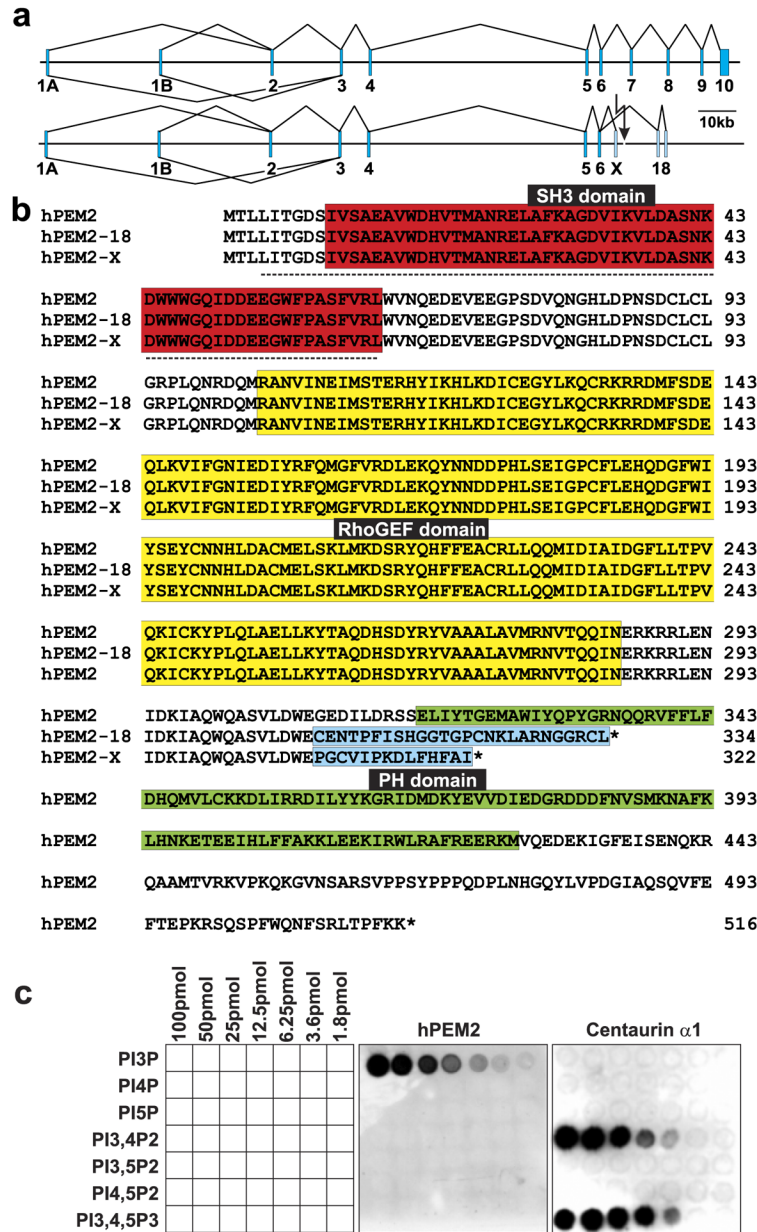 a
1A 1B 2 3 4 5 6 7 8 9 10
10kb
1A 1B 2 3 4 5 6 X 18
b
SH3 domain
hPEM2 MTLLITGDSIVSAEAVWDHVTMANRELAFKAGDVIKVLDASNK 43
hPEM2-18 MTLLITGDSIVSAEAVWDHVTMANRELAFKAGDVIKVLDASNK 43
hPEM2-X MTLLITGDSIVSAEAVWDHVTMANRELAFKAGDVIKVLDASNK 43
hPEM2 DWWWGQIDDEEGWFPASFVRLWVNQEDEVEEGPSDVQNGHLDPNSDCLCL 93
hPEM2-18 DWWWGQIDDEEGWFPASFVRLWVNQEDEVEEGPSDVQNGHLDPNSDCLCL 93
hPEM2-X DWWWGQIDDEEGWFPASFVRLWVNQEDEVEEGPSDVQNGHLDPNSDCLCL 93
hPEM2 GRPLQNRDQMRANVINEIMSTERHYIKHLKDICEGYLKQCRKRRDMFSDE 143
hPEM2-18 GRPLQNRDQMRANVINEIMSTERHYIKHLKDICEGYLKQCRKRRDMFSDE 143
hPEM2-X GRPLQNRDQMRANVINEIMSTERHYIKHLKDICEGYLKQCRKRRDMFSDE 143
hPEM2 QLKVIFGNIEDIYRFQMGFVRDLEKQYNNDDPHLSEIGPCFLEHQDGFWI 193
hPEM2-18 QLKVIFGNIEDIYRFQMGFVRDLEKQYNNDDPHLSEIGPCFLEHQDGFWI 193
hPEM2-X QLKVIFGNIEDIYRFQMGFVRDLEKQYNNDDPHLSEIGPCFLEHQDGFWI 193
RhoGEF domain
hPEM2 YSEYCNNHLDACMELSKLMKDSRYQHFFEACRLLQQMIDIAIDGFLLTPV 243
hPEM2-18 YSEYCNNHLDACMELSKLMKDSRYQHFFEACRLLQQMIDIAIDGFLLTPV 243
hPEM2-X YSEYCNNHLDACMELSKLMKDSRYQHFFEACRLLQQMIDIAIDGFLLTPV 243
hPEM2 QKICKYPLQLAELLKYTAQDHSDYRYVAAALAVMRNVTQQINERKRRLEN 293
hPEM2-18 QKICKYPLQLAELLKYTAQDHSDYRYVAAALAVMRNVTQQINERKRRLEN 293
hPEM2 QKICKYPLQLAELLKYTAQDHSDYRYVAAALAVMRNVTQQINERKRRLEN 293
hPEM2 IDKIAQWQASVLDWEGEDILDRSSELIYTGEMAWIYQPYGRNQQRVFFLF 343
hPEM2-18 IDKIAQWQASVLDWECENTPFISHGGTGPCNKLARNGGRCL* 334
hPEM2-X IDKIAQWQASVLDWEPGCVIPKDLFHFAI* 322
PH domain
hPEM2 DHQMVLCKKDLIRRDILYYKGRIDMDKYEVVDIEDGRDDDFNVSMKNAFK 393
hPEM2 LHNKETEEIHLFFAKKLEEKIRWLRAFREERKMVQEDEKIGFEISENQKR 443
hPEM2 QAAMTVRKVPKQKGVNSARSVPPSYPPPQDPLNHGQYLVPDGIAQSQVFE 493
hPEM2 FTEPKRSQSPFWQNFSRLTPFKK* 516
c
100pmol 50pmol 25pmol 12.5pmol 6.25pmol 3.6pmol 1.8pmol
hPEM2 Centaurin α1
PI3P
PI4P
PI5P
PI3,4P2
PI3,5P2
PI4,5P2
PI3,4,5P3